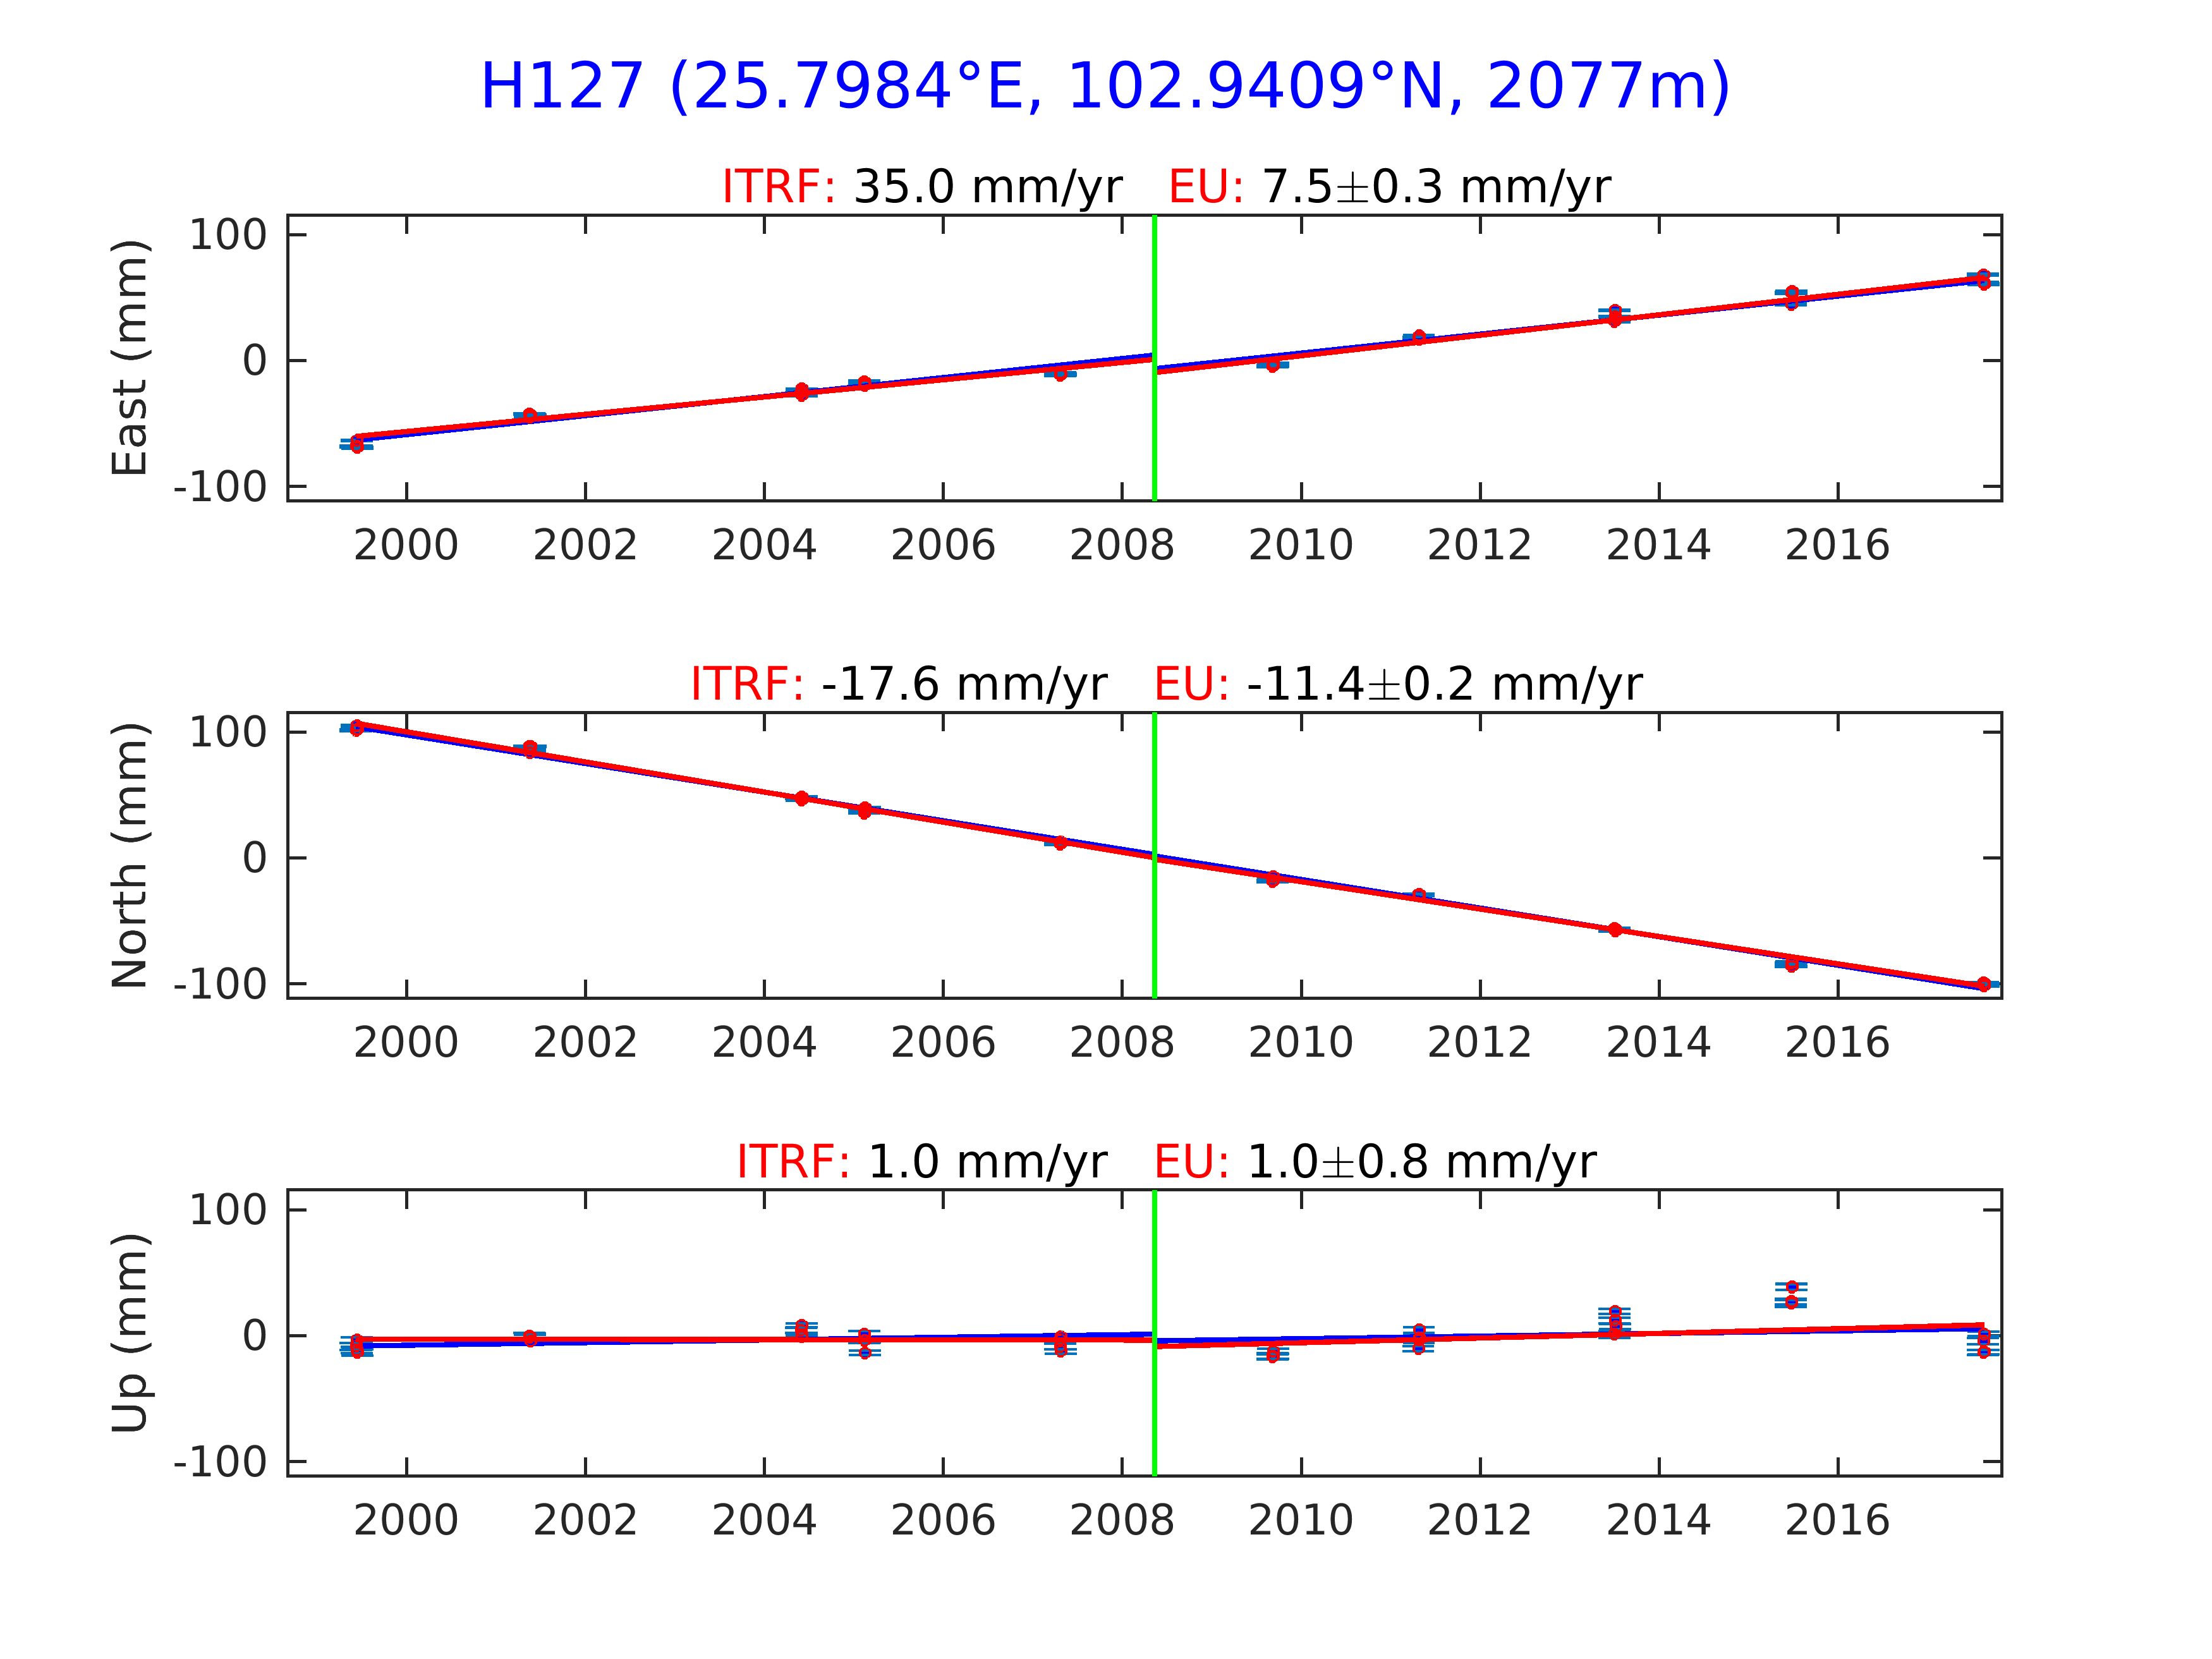 H127 (25.7984°E, 102.9409°N, 2077m)
ITRF: 35.0 mm/yr EU: 7.5±0.3 mm/yr
East (mm)
100
0
-100
2000 2002 2004 2006 2008 2010 2012 2014 2016
ITRF: -17.6 mm/yr EU: -11.4±0.2 mm/yr
North (mm)
100
0
-100
2000 2002 2004 2006 2008 2010 2012 2014 2016
ITRF: 1.0 mm/yr EU: 1.0±0.8 mm/yr
Up (mm)
100
0
-100
2000 2002 2004 2006 2008 2010 2012 2014 2016